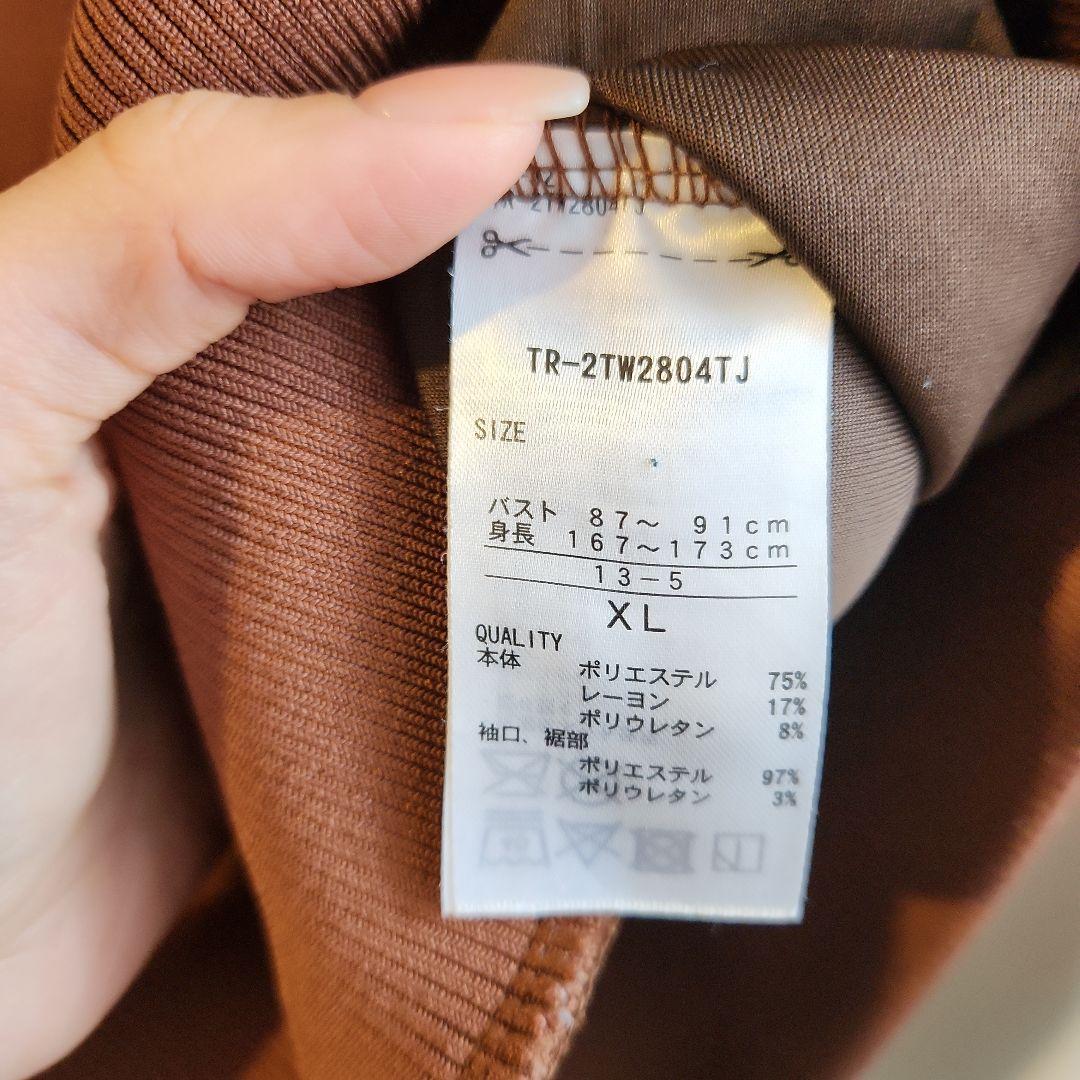 TR-2TW2804TJ
TR-2TW2804TJ
SIZE
バスト 87～ 91cm
身長 167～173cm
13-5
XL
QUALITY
本体
ポリエステル 75%
レーヨン 17%
ポリウレタン 8%
袖口、裾部
ポリエステル 97%
ポリウレタン 3%